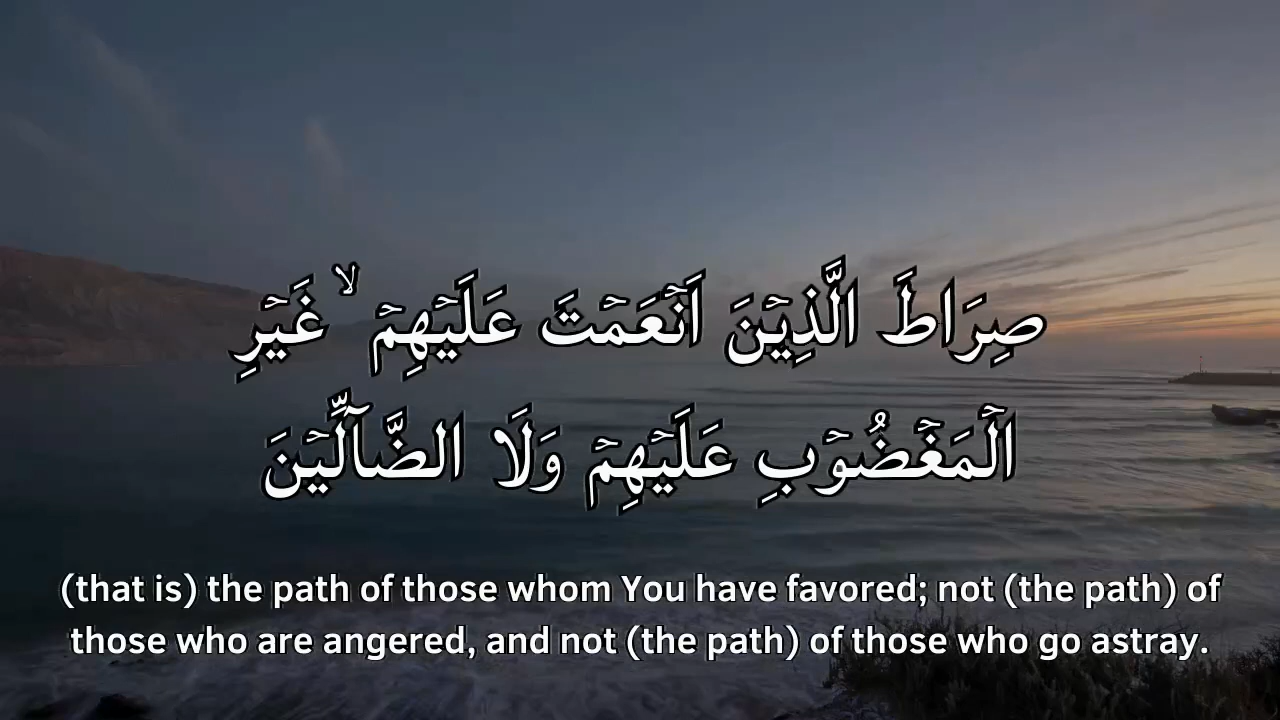 صِرَاطَ الَّذِيۡنَ اَنۡعَمۡتَ عَلَيۡهِمۡ ۙ غَيۡرِ
الۡمَغۡضُوۡبِ عَلَيۡهِمۡ وَلَا الضَّآلِّيۡنَ
(that is) the path of those whom You have favored; not (the path) of
those who are angered, and not (the path) of those who go astray.